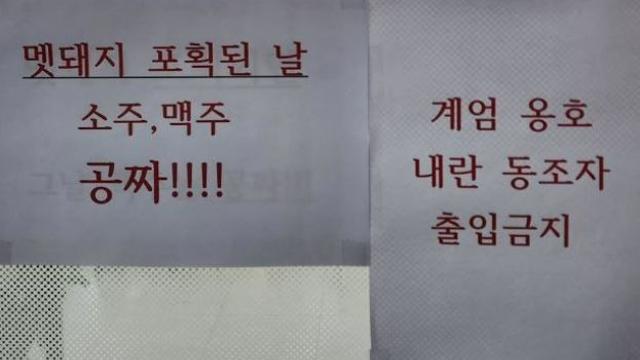 멧돼지 포획된 날
소주,맥주
공짜!!!!
계엄 옹호
내란 동조자
출입금지